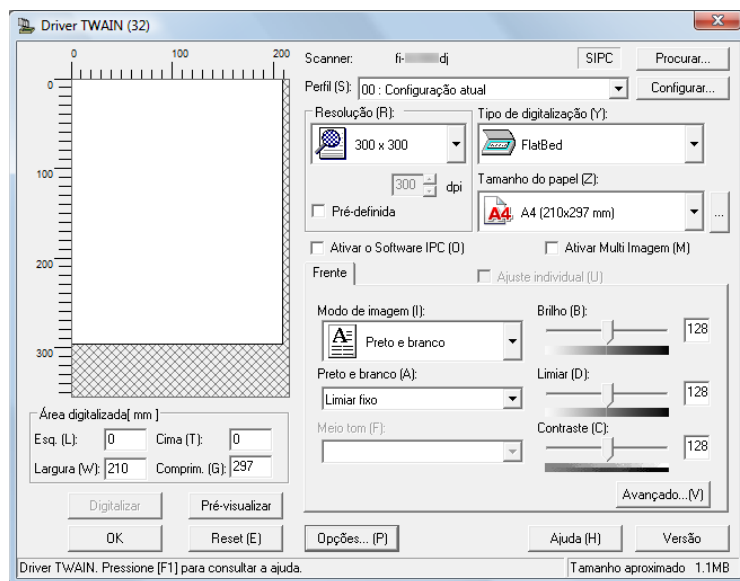 Driver TWAIN (32)
0 100 200
0
100
200
300
Scanner: fi- dj SIPC Procurar...
Perfil (S): 00 : Configuração atual Configurar...
Resolução (R): Tipo de digitalização (Y):
300 x 300 FlatBed
300 dpi Tamanho do papel (Z):
Pré-definida A4 A4 (210x297 mm) ...
Ativar o Software IPC (O) Ativar Multi Imagem (M)
Frente Ajuste individual (U)
Modo de imagem (I): Brilho (B):
A Preto e branco 128
Preto e branco (A): Limiar (D):
Limiar fixo 128
Meio tom (F): Contraste (C):
128
Avançado...(V)
Área digitalizada[ mm ]
Esq. (L): 0 Cima (T): 0
Largura (W): 210 Comprim. (G): 297
Digitalizar Pré-visualizar
OK Reset (E) Opções... (P) Ajuda (H) Versão
Driver TWAIN. Pressione [F1] para consultar a ajuda. Tamanho aproximado 1.1MB